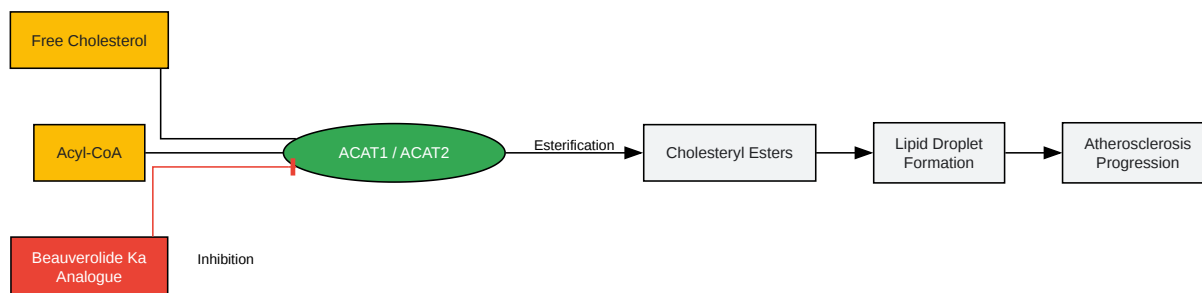 Free Cholesterol
Acyl-CoA
ACAT1 / ACAT2
Esterification
Cholesteryl Esters
Lipid Droplet
Formation
Atherosclerosis
Progression
Beauverolide Ka
Analogue
Inhibition